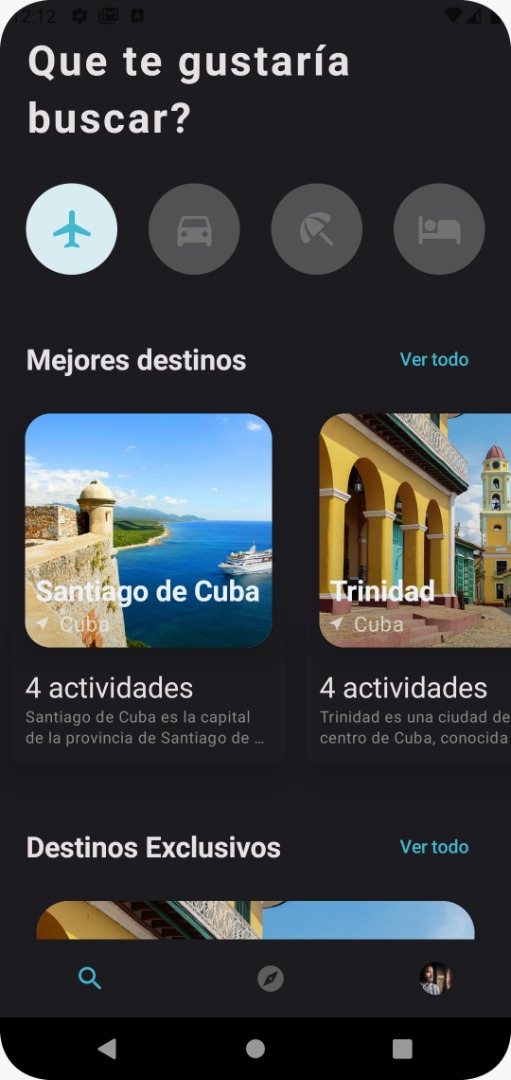 12:12
Que te gustaría
buscar?
Mejores destinos
Ver todo
Santiago de Cuba
Cuba
4 actividades
Santiago de Cuba es la capital
de la provincia de Santiago de ...
Trinidad
Cuba
4 actividades
Trinidad es una ciudad de
centro de Cuba, conocida
Destinos Exclusivos
Ver todo